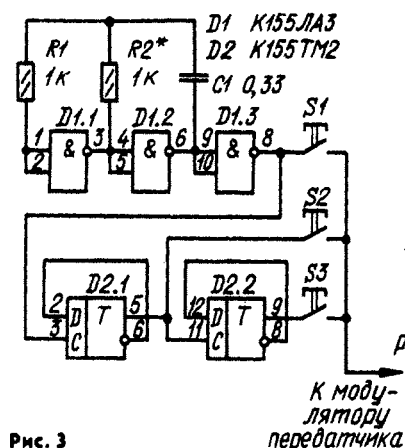 D1 К155ЛА3
D2 К155ТМ2
R1
1к
R2*
1к
C1 0,33
D1.1
D1.2
D1.3
S1
1
2
&
3
4
5
&
6
9
10
&
8
S2
D2.1
D2.2
S3
2
3
D
C
T
5
6
12
11
D
C
T
9
8
К моду-
лятору
передатчика
Рис. 3